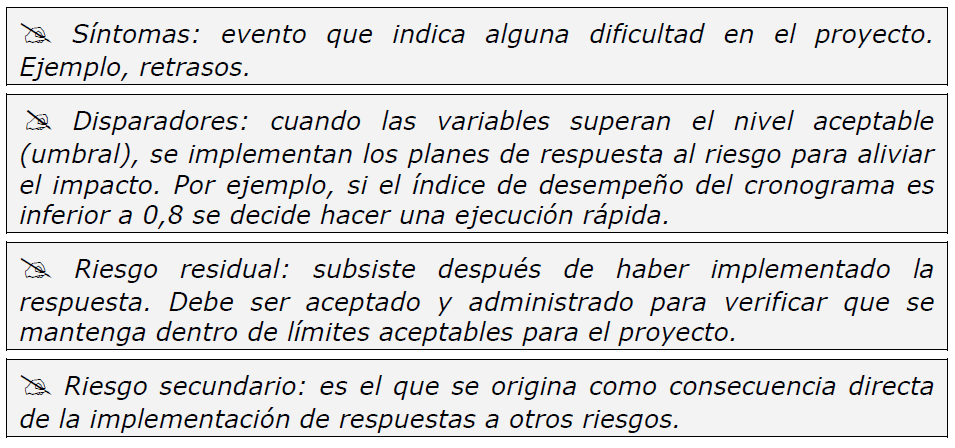 Síntomas: evento que indica alguna dificultad en el proyecto.
Ejemplo, retrasos.
Disparadores: cuando las variables superan el nivel aceptable
(umbral), se implementan los planes de respuesta al riesgo para aliviar
el impacto. Por ejemplo, si el índice de desempeño del cronograma es
inferior a 0,8 se decide hacer una ejecución rápida.
Riesgo residual: subsiste después de haber implementado la
respuesta. Debe ser aceptado y administrado para verificar que se
mantenga dentro de límites aceptables para el proyecto.
Riesgo secundario: es el que se origina como consecuencia directa
de la implementación de respuestas a otros riesgos.